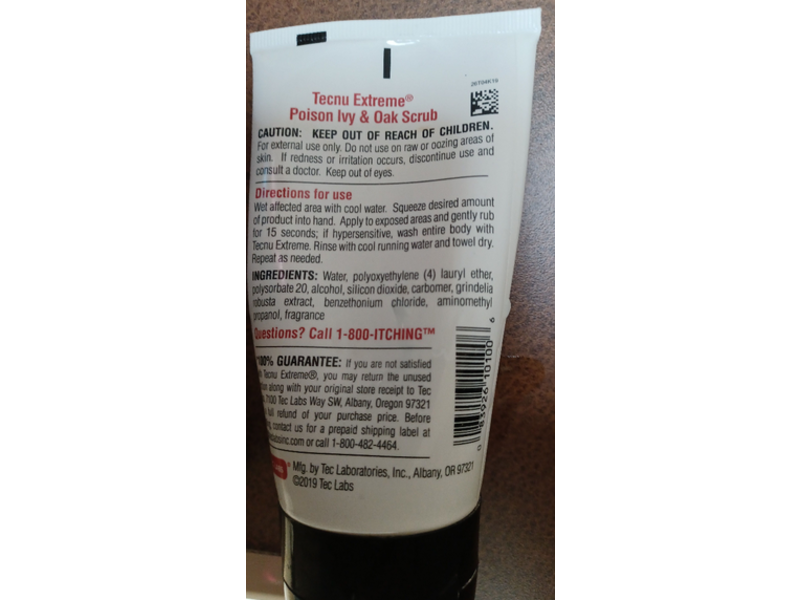 Tecnu Extreme®
Poison Ivy & Oak Scrub
CAUTION: KEEP OUT OF REACH OF CHILDREN.
For external use only. Do not use on raw or oozing areas of
skin. If redness or irritation occurs, discontinue use and
consult a doctor. Keep out of eyes.
Directions for use
Wet affected area with cool water. Squeeze desired amount
of product into hand. Apply to exposed areas and gently rub
for 15 seconds; if hypersensitive, wash entire body with
Tecnu Extreme. Rinse with cool running water and towel dry.
Repeat as needed.
INGREDIENTS: Water, polyoxyethylene (4) lauryl ether,
polysorbate 20, alcohol, silicon dioxide, carbomer, grindelia
robusta extract, benzethonium chloride, aminomethyl
propanol, fragrance
Questions? Call 1-800-ITCHING™
100% GUARANTEE: If you are not satisfied
Tecnu Extreme®, you may return the unused
along with your original store receipt to Tec
7100 Tec Labs Way SW, Albany, Oregon 97321
full refund of your purchase price. Before
contact us for a prepaid shipping label at
labsinc.com or call 1-800-482-4464.
Mfg. by Tec Laboratories, Inc., Albany, OR 97321
©2019 Tec Labs
0 83926 10100 6